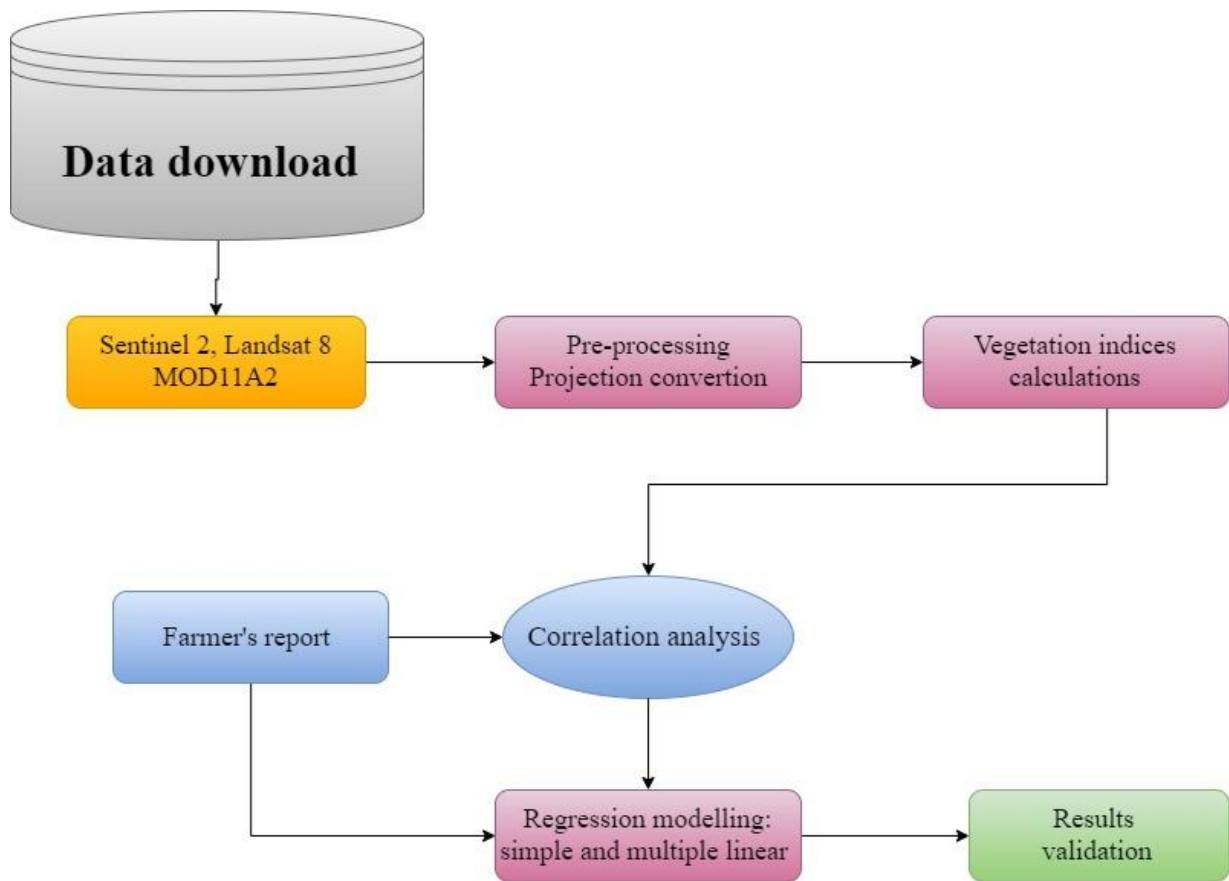 Data download
Sentinel 2, Landsat 8
MOD11A2
Pre-processing
Projection convertion
Vegetation indices
calculations
Farmer's report
Correlation analysis
Regression modelling:
simple and multiple linear
Results
validation